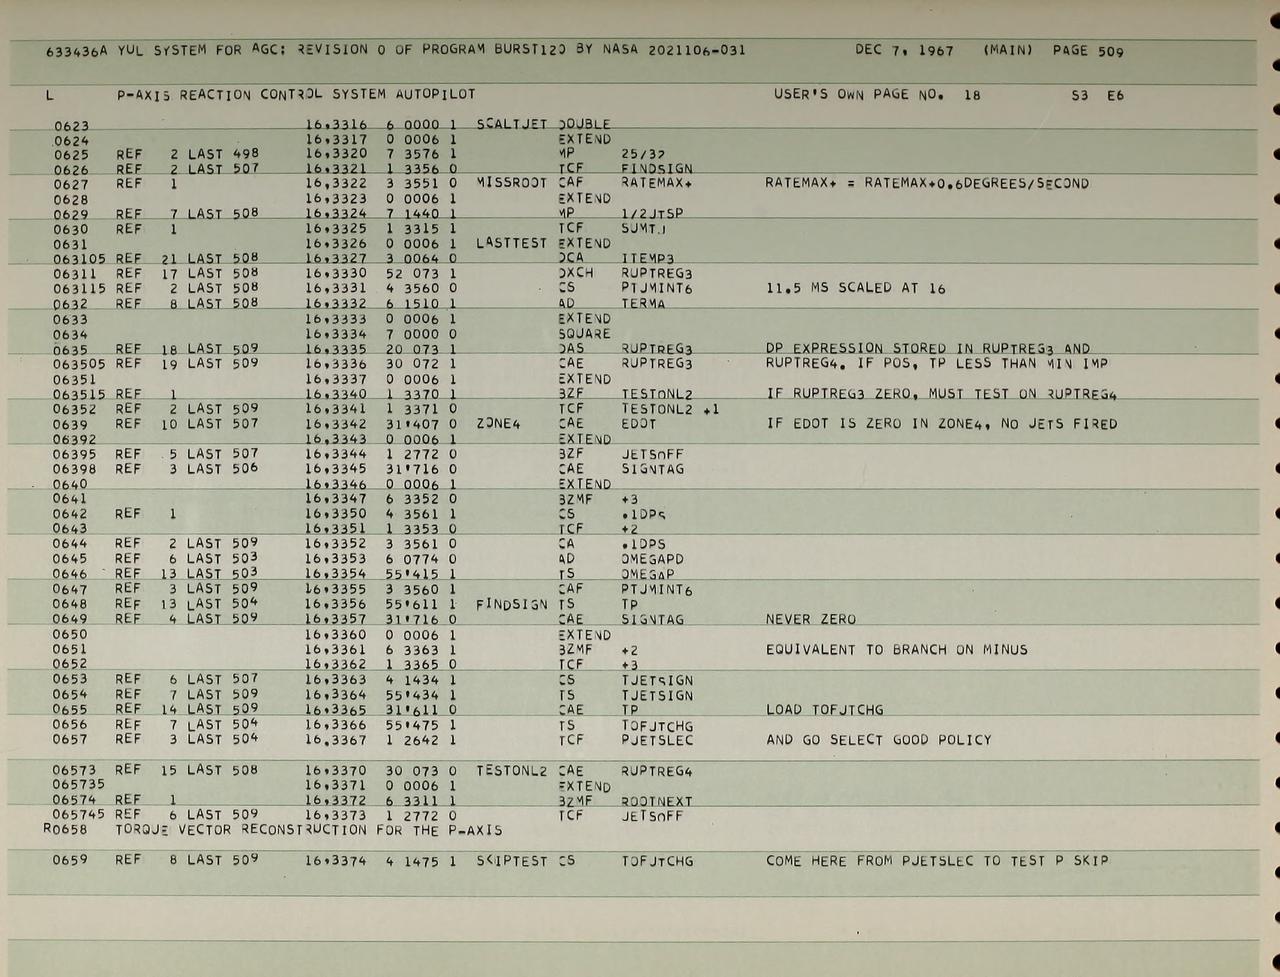 633436A YUL SYSTEM FOR AGC: REVISION 0 OF PROGRAM BURST120 BY NASA 2021106-031 DEC 7, 1967 (MAIN) PAGE 509
L P-AXIS REACTION CONTROL SYSTEM AUTOPILOT USER'S OWN PAGE NO. 18 S3 E6
0623 16,3316 6 0000 1 SCALTJET DOUBLE
0624 16,3317 0 0006 1 EXTEND
0625 REF 2 LAST 498 16,3320 7 3576 1 MP 25/32
0626 REF 2 LAST 507 16,3321 1 3356 0 TCF FINDSIGN
0627 REF 1 16,3322 3 3551 0 MISSROOT CAF RATEMAX+ RATEMAX+ = RATEMAX+0.6DEGREES/SECOND
0628 16,3323 0 0006 1 EXTEND
0629 REF 7 LAST 508 16,3324 7 1440 1 MP 1/2JTSP
0630 REF 1 16,3325 1 3315 1 TCF SUMTJ
0631 16,3326 0 0006 1 LASTTEST EXTEND
063105 REF 21 LAST 508 16,3327 3 0064 0 DCA ITEMP3
06311 REF 17 LAST 508 16,3330 52 073 1 DXCH RUPTREG3
063115 REF 2 LAST 508 16,3331 4 3560 0 CS PTJMINT6 11.5 MS SCALED AT 16
0632 REF 8 LAST 508 16,3332 6 1510 1 AD TERMA
0633 16,3333 0 0006 1 EXTEND
0634 16,3334 7 0000 0 SQUARE
0635 REF 18 LAST 509 16,3335 20 073 1 DAS RUPTREG3 DP EXPRESSION STORED IN RUPTREG3 AND
063505 REF 19 LAST 509 16,3336 30 072 1 CAE RUPTREG3 RUPTREG4. IF POS, TP LESS THAN MIN IMP
06351 16,3337 0 0006 1 EXTEND
063515 REF 1 16,3340 1 3370 1 BZF TESTONL2 IF RUPTREG3 ZERO, MUST TEST ON RUPTREG4
06352 REF 2 LAST 509 16,3341 1 3371 0 TCF TESTONL2 +1
0639 REF 10 LAST 507 16,3342 31'407 0 ZONE4 CAE EDOT IF EDOT IS ZERO IN ZONE4, NO JETS FIRED
06392 16,3343 0 0006 1 EXTEND
06395 REF 5 LAST 507 16,3344 1 2772 0 BZF JETSOFF
06398 REF 3 LAST 506 16,3345 31'716 0 CAE SIGNTAG
0640 16,3346 0 0006 1 EXTEND
0641 16,3347 6 3352 0 BZMF +3
0642 REF 1 16,3350 4 3561 1 CS .1DPS
0643 16,3351 1 3353 0 TCF +2
0644 REF 2 LAST 509 16,3352 3 3561 0 CA .1DPS
0645 REF 6 LAST 503 16,3353 6 0774 0 AD OMEGAPD
0646 REF 13 LAST 503 16,3354 55'415 1 TS OMEGAP
0647 REF 3 LAST 509 16,3355 3 3560 1 CAF PTJMINT6
0648 REF 13 LAST 504 16,3356 55'611 1 FINDSIGN TS TP
0649 REF 4 LAST 509 16,3357 31'716 0 CAE SIGNTAG NEVER ZERO
0650 16,3360 0 0006 1 EXTEND
0651 16,3361 6 3363 1 BZMF +2 EQUIVALENT TO BRANCH ON MINUS
0652 16,3362 1 3365 0 TCF +3
0653 REF 6 LAST 507 16,3363 4 1434 1 CS TJETSIGN
0654 REF 7 LAST 509 16,3364 55'434 1 TS TJETSIGN
0655 REF 14 LAST 509 16,3365 31'611 0 CAE TP LOAD TOFJTCHG
0656 REF 7 LAST 504 16,3366 55'475 1 TS TOFJTCHG
0657 REF 3 LAST 504 16,3367 1 2642 1 TCF PJETSLEC AND GO SELECT GOOD POLICY
06573 REF 15 LAST 508 16,3370 30 073 0 TESTONL2 CAE RUPTREG4
065735 16,3371 0 0006 1 EXTEND
06574 REF 1 16,3372 6 3311 1 BZMF ROOTNEXT
065745 REF 6 LAST 509 16,3373 1 2772 0 TCF JETSOFF
R0658 TORQUE VECTOR RECONSTRUCTION FOR THE P-AXIS
0659 REF 8 LAST 509 16,3374 4 1475 1 SKIPTEST CS TOFJTCHG COME HERE FROM PJETSLEC TO TEST P SKIP